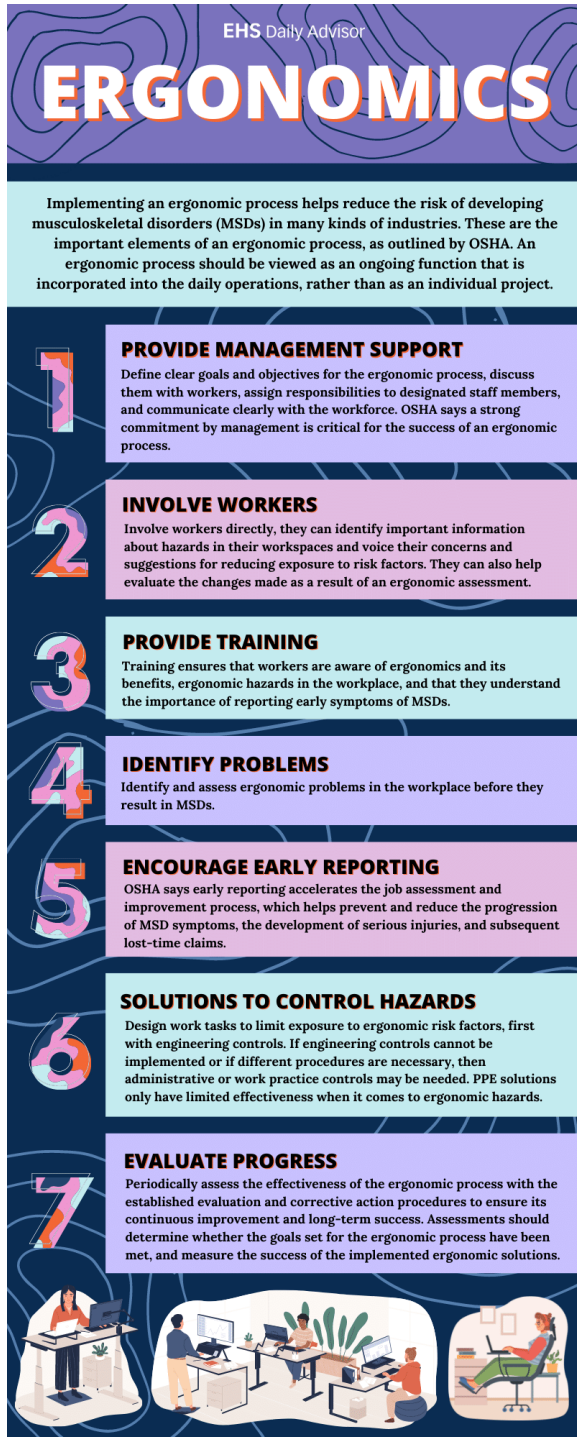 EHS Daily Advisor
ERGONOMICS
Implementing an ergonomic process helps reduce the risk of developing
musculoskeletal disorders (MSDs) in many kinds of industries. These are the
important elements of an ergonomic process, as outlined by OSHA. An
ergonomic process should be viewed as an ongoing function that is
incorporated into the daily operations, rather than as an individual project.
1
PROVIDE MANAGEMENT SUPPORT
Define clear goals and objectives for the ergonomic process, discuss
them with workers, assign responsibilities to designated staff members,
and communicate clearly with the workforce. OSHA says a strong
commitment by management is critical for the success of an ergonomic
process.
2
INVOLVE WORKERS
Involve workers directly, they can identify important information
about hazards in their workspaces and voice their concerns and
suggestions for reducing exposure to risk factors. They can also help
evaluate the changes made as a result of an ergonomic assessment.
3
PROVIDE TRAINING
Training ensures that workers are aware of ergonomics and its
benefits, ergonomic hazards in the workplace, and that they understand
the importance of reporting early symptoms of MSDs.
4
IDENTIFY PROBLEMS
Identify and assess ergonomic problems in the workplace before they
result in MSDs.
5
ENCOURAGE EARLY REPORTING
OSHA says early reporting accelerates the job assessment and
improvement process, which helps prevent and reduce the progression
of MSD symptoms, the development of serious injuries, and subsequent
lost-time claims.
6
SOLUTIONS TO CONTROL HAZARDS
Design work tasks to limit exposure to ergonomic risk factors, first
with engineering controls. If engineering controls cannot be
implemented or if different procedures are necessary, then
administrative or work practice controls may be needed. PPE solutions
only have limited effectiveness when it comes to ergonomic hazards.
7
EVALUATE PROGRESS
Periodically assess the effectiveness of the ergonomic process with the
established evaluation and corrective action procedures to ensure its
continuous improvement and long-term success. Assessments should
determine whether the goals set for the ergonomic process have been
met, and measure the success of the implemented ergonomic solutions.